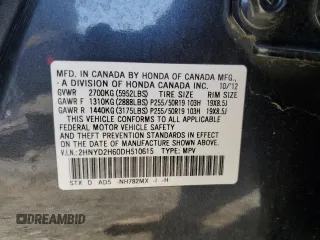 MFD. IN CANADA BY HONDA OF CANADA MFG.,
A DIVISION OF HONDA CANADA INC. 10/12
GVWR 2700KG(5952LBS) TIRE SIZE RIM SIZE
GAWR F 1310KG(2888LBS)P255/50R19 103H 19X8.5J
GAWR R 1440KG(3175LBS)P255/50R19 103H 19X8.5J
THIS VEHICLE CONFORMS TO ALL APPLICABLE
FEDERAL MOTOR VEHICLE SAFETY AND THEFT
PREVENTION STANDARDS IN EFFECT ON THE DATE
OF MANUFACTURE SHOWN ABOVE.
V.I.N.: 2HNYD2H60DH510615 TYPE: MPV
STX D AD5 -NH782MX -/ -H